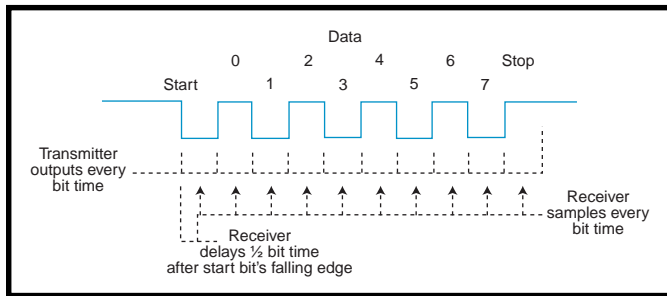 Data
0 2 4 6 Stop
Start 1 3 5 7
Transmitter
outputs every
bit time
Receiver
samples every
bit time
Receiver
delays ½ bit time
after start bit's falling edge